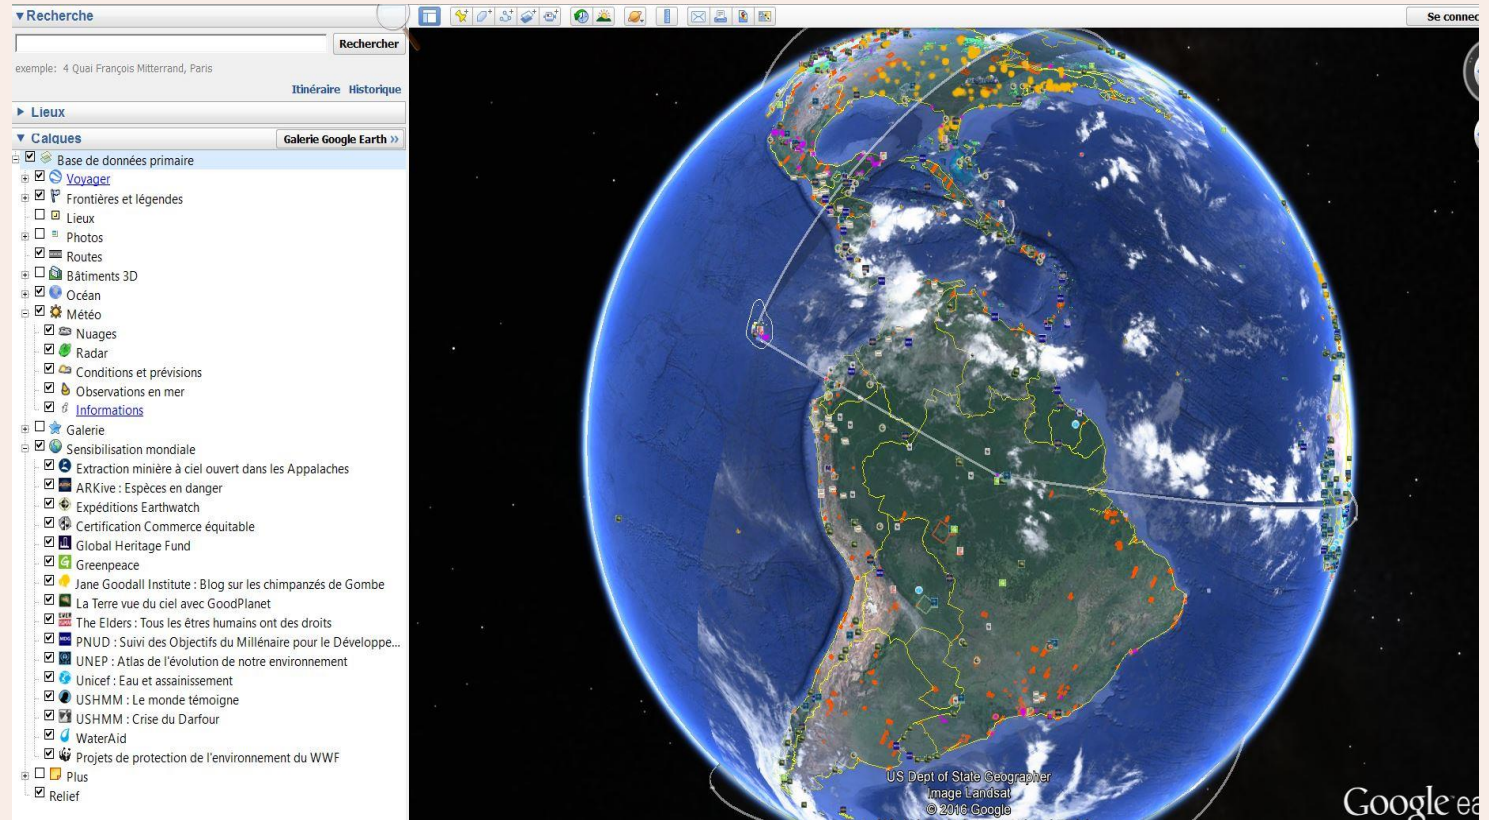 Recherche
Rechercher
exemple: 4 Quai François Mitterrand, Paris
Itinéraire Historique
Lieux
Calques
Galerie Google Earth »
Base de données primaire
Voyager
Frontières et légendes
Lieux
Photos
Routes
Bâtiments 3D
Océan
Météo
Nuages
Radar
Conditions et prévisions
Observations en mer
Informations
Galerie
Sensibilisation mondiale
Extraction minière à ciel ouvert dans les Appalaches
ARKive : Espèces en danger
Expéditions Earthwatch
Certification Commerce équitable
Global Heritage Fund
Greenpeace
Jane Goodall Institute : Blog sur les chimpanzés de Gombe
La Terre vue du ciel avec GoodPlanet
The Elders : Tous les êtres humains ont des droits
PNUD : Suivi des Objectifs du Millénaire pour le Développe...
UNEP : Atlas de l'évolution de notre environnement
Unicef : Eau et assainissement
USHMM : Le monde témoigne
USHMM : Crise du Darfour
WaterAid
Projets de protection de l'environnement du WWF
Plus
Relief
Se connec
US Dept of State Geographer
Image Landsat
© 2016 Google
Google ea